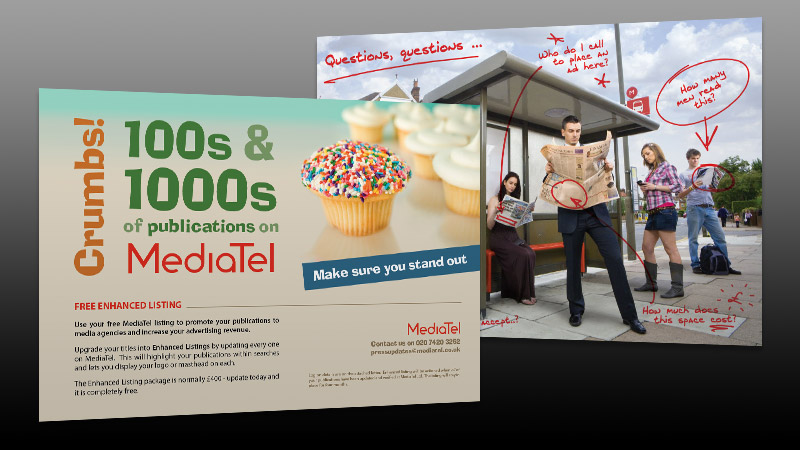 Crumbs!
100s &
1000s
of publications on
MediaTel
Make sure you stand out
FREE ENHANCED LISTING
Use your free MediaTel listing to promote your publications to
media agencies and increase your advertising revenue.
Upgrade your titles into Enhanced Listings by updating every one
on MediaTel. This will highlight your publications within searches
and lets you display your logo or masthead on each.
The Enhanced Listing package is normally £400 - update today and
it is completely free.
MediaTel
Contact us on 020 7420 3252
pressupdates@mediatel.co.uk
Questions, questions ...
Who do I call
to place an
ad here?
How many
men read
this?
How much does
this space cost?
accept..?